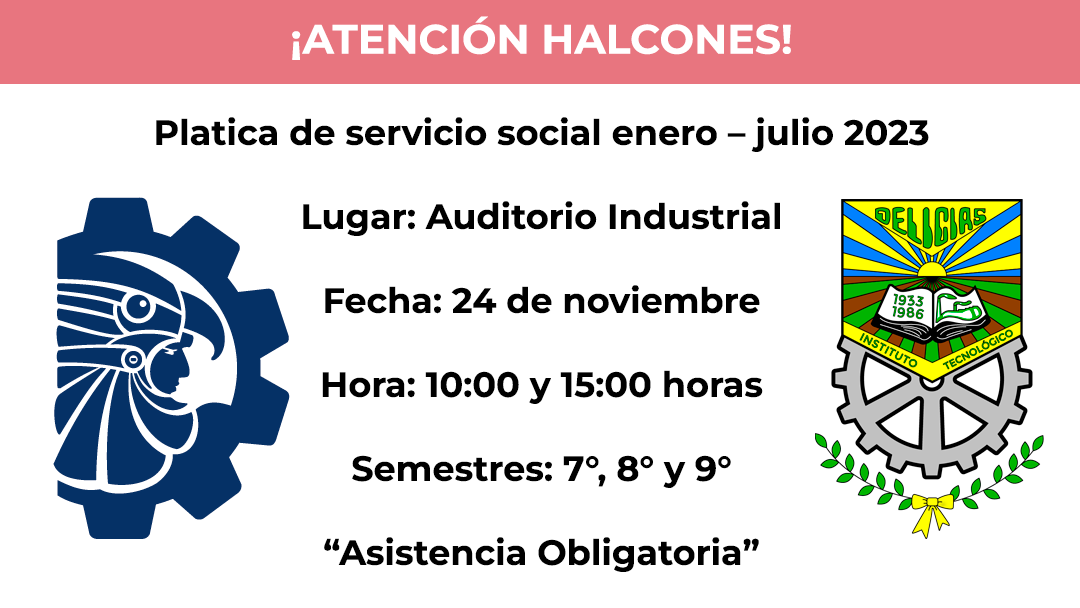 ¡ATENCIÓN HALCONES!
Platica de servicio social enero – julio 2023
Lugar: Auditorio Industrial
Fecha: 24 de noviembre
Hora: 10:00 y 15:00 horas
Semestres: 7°, 8° y 9°
“Asistencia Obligatoria”
DELICIAS
1933
1986
INSTITUTO TECNOLÓGICO